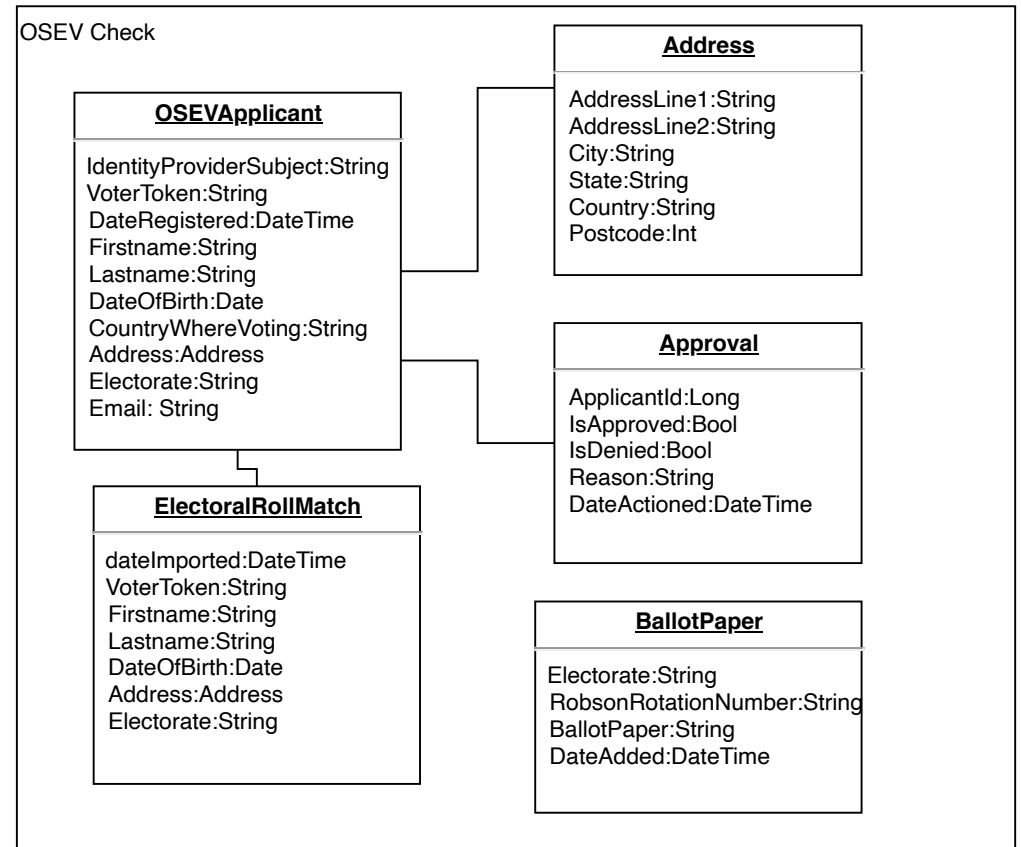 OSEV Check
OSEVApplicant
IdentityProviderSubject:String
VoterToken:String
DateRegistered:DateTime
Firstname:String
Lastname:String
DateOfBirth:Date
CountryWhereVoting:String
Address:Address
Electorate:String
Email: String
Address
AddressLine1:String
AddressLine2:String
City:String
State:String
Country:String
Postcode:Int
Approval
ApplicantId:Long
IsApproved:Bool
IsDenied:Bool
Reason:String
DateActioned:DateTime
ElectoralRollMatch
dateImported:DateTime
VoterToken:String
Firstname:String
Lastname:String
DateOfBirth:Date
Address:Address
Electorate:String
BallotPaper
Electorate:String
RobsonRotationNumber:String
BallotPaper:String
DateAdded:DateTime